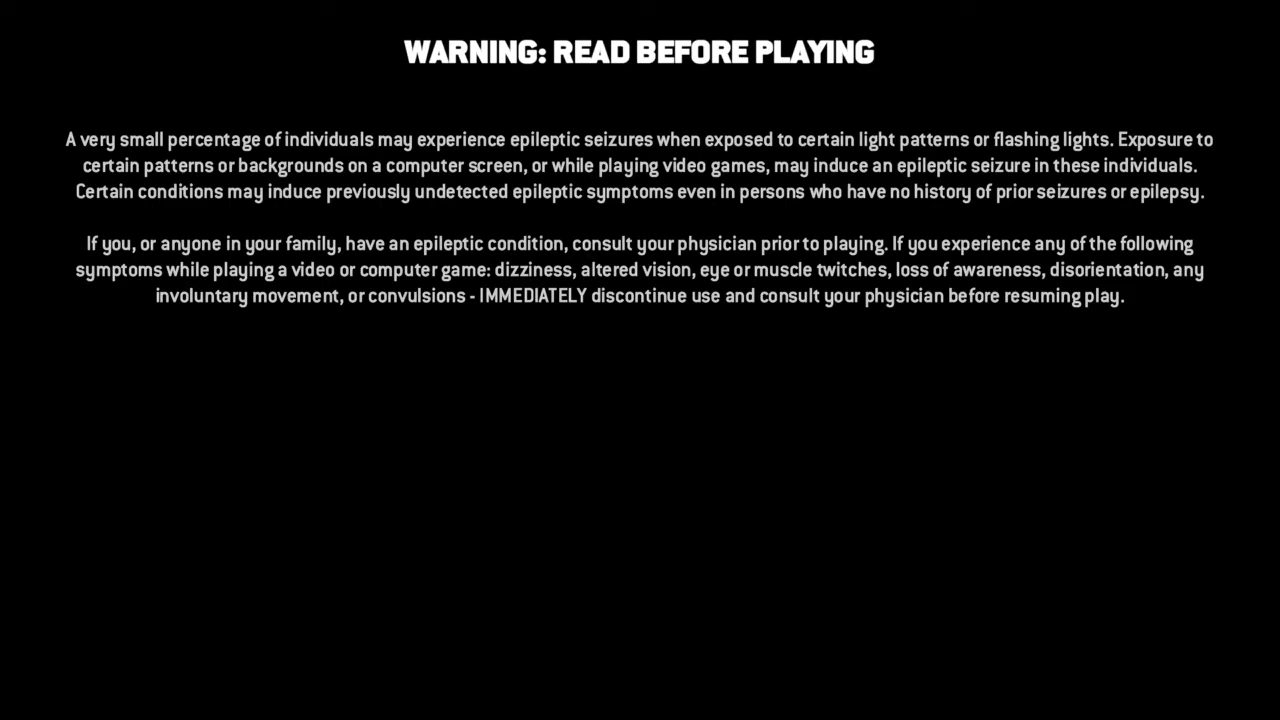 WARNING: READ BEFORE PLAYING
A very small percentage of individuals may experience epileptic seizures when exposed to certain light patterns or flashing lights. Exposure to
certain patterns or backgrounds on a computer screen, or while playing video games, may induce an epileptic seizure in these individuals.
Certain conditions may induce previously undetected epileptic symptoms even in persons who have no history of prior seizures or epilepsy.
If you, or anyone in your family, have an epileptic condition, consult your physician prior to playing. If you experience any of the following
symptoms while playing a video or computer game: dizziness, altered vision, eye or muscle twitches, loss of awareness, disorientation, any
involuntary movement, or convulsions - IMMEDIATELY discontinue use and consult your physician before resuming play.